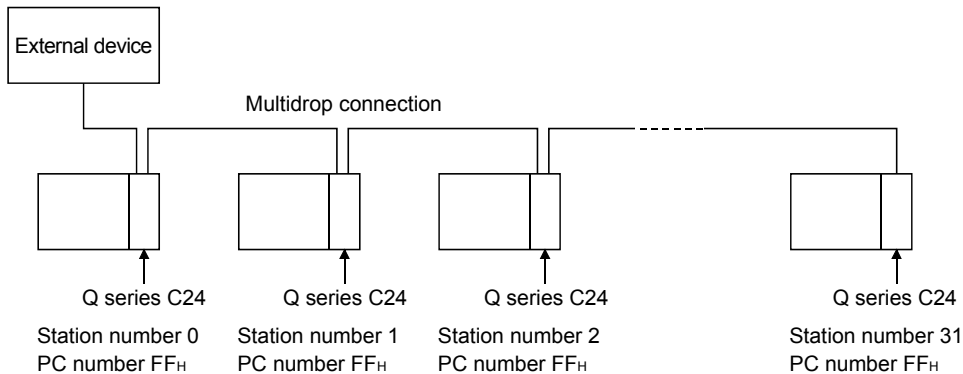 External device
Multidrop connection
Q series C24
Station number 0
PC number FFH
Q series C24
Station number 1
PC number FFH
Q series C24
Station number 2
PC number FFH
Q series C24
Station number 31
PC number FFH